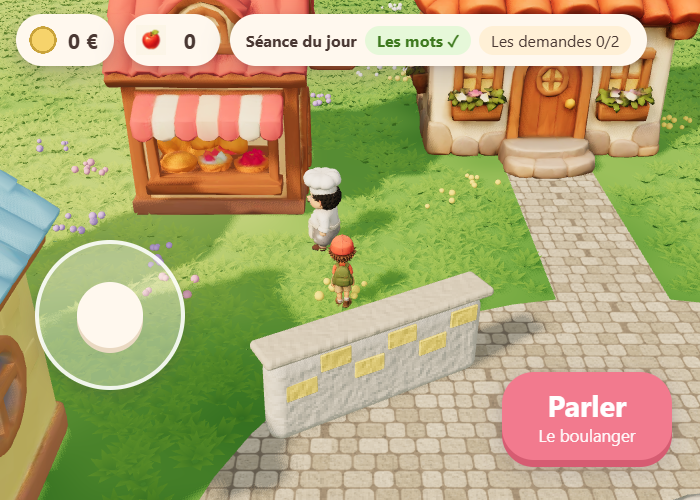 0 €
0
Séance du jour Les mots ✓ Les demandes 0/2
Parler
Le boulanger